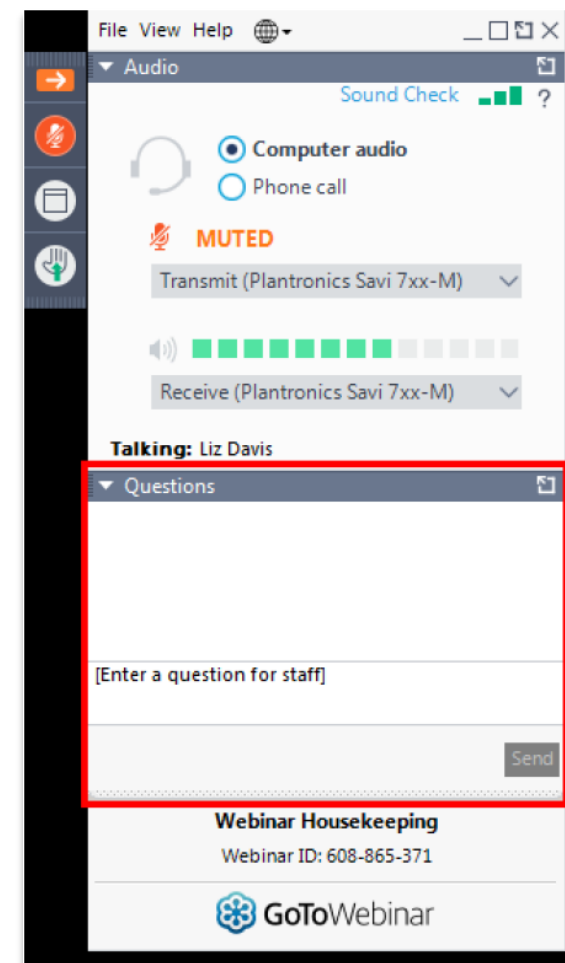 File View Help
Audio
Sound Check ?
Computer audio
Phone call
MUTED
Transmit (Plantronics Savi 7xx-M)
Receive (Plantronics Savi 7xx-M)
Talking: Liz Davis
Questions
[Enter a question for staff]
Send
Webinar Housekeeping
Webinar ID: 608-865-371
GoToWebinar